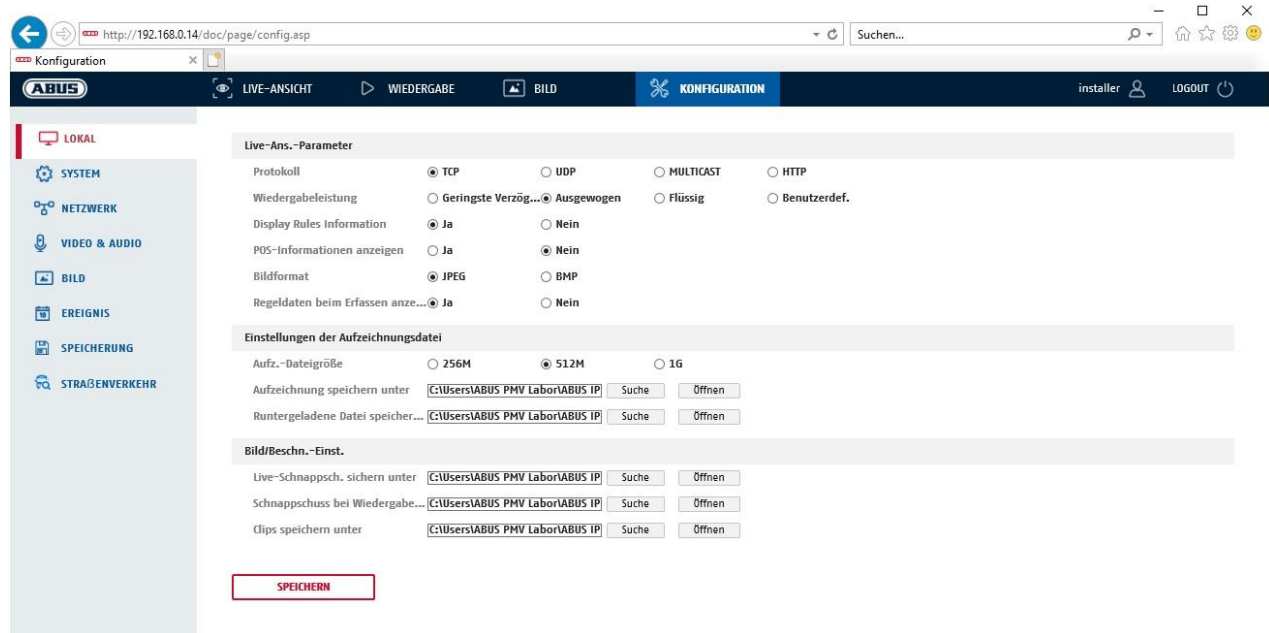 http://192.168.0.14/doc/page/config.asp
Suchen...
Konfiguration
ABUS
LIVE-ANSICHT
WIEDERGABE
BILD
KONFIGURATION
installer
LOGOUT
LOKAL
SYSTEM
NETZWERK
VIDEO & AUDIO
BILD
EREIGNIS
SPEICHERUNG
STRAßENVERKEHR
Live-Ans.-Parameter
Protokoll TCP UDP MULTICAST HTTP
Wiedergabeleistung Geringste Verzög... Ausgewogen Flüssig Benutzerdef.
Display Rules Information Ja Nein
POS-Informationen anzeigen Ja Nein
Bildformat JPEG BMP
Regeldaten beim Erfassen anze... Ja Nein
Einstellungen der Aufzeichnungsdatei
Aufz.-Dateigröße 256M 512M 1G
Aufzeichnung speichern unter C:\Users\ABUS PMV Labor\ABUS IP Suche Öffnen
Runtergeladene Datei speicher... C:\Users\ABUS PMV Labor\ABUS IP Suche Öffnen
Bild/Beschn.-Einst.
Live-Schnappsch. sichern unter C:\Users\ABUS PMV Labor\ABUS IP Suche Öffnen
Schnappschuss bei Wiedergabe... C:\Users\ABUS PMV Labor\ABUS IP Suche Öffnen
Clips speichern unter C:\Users\ABUS PMV Labor\ABUS IP Suche Öffnen
SPEICHERN